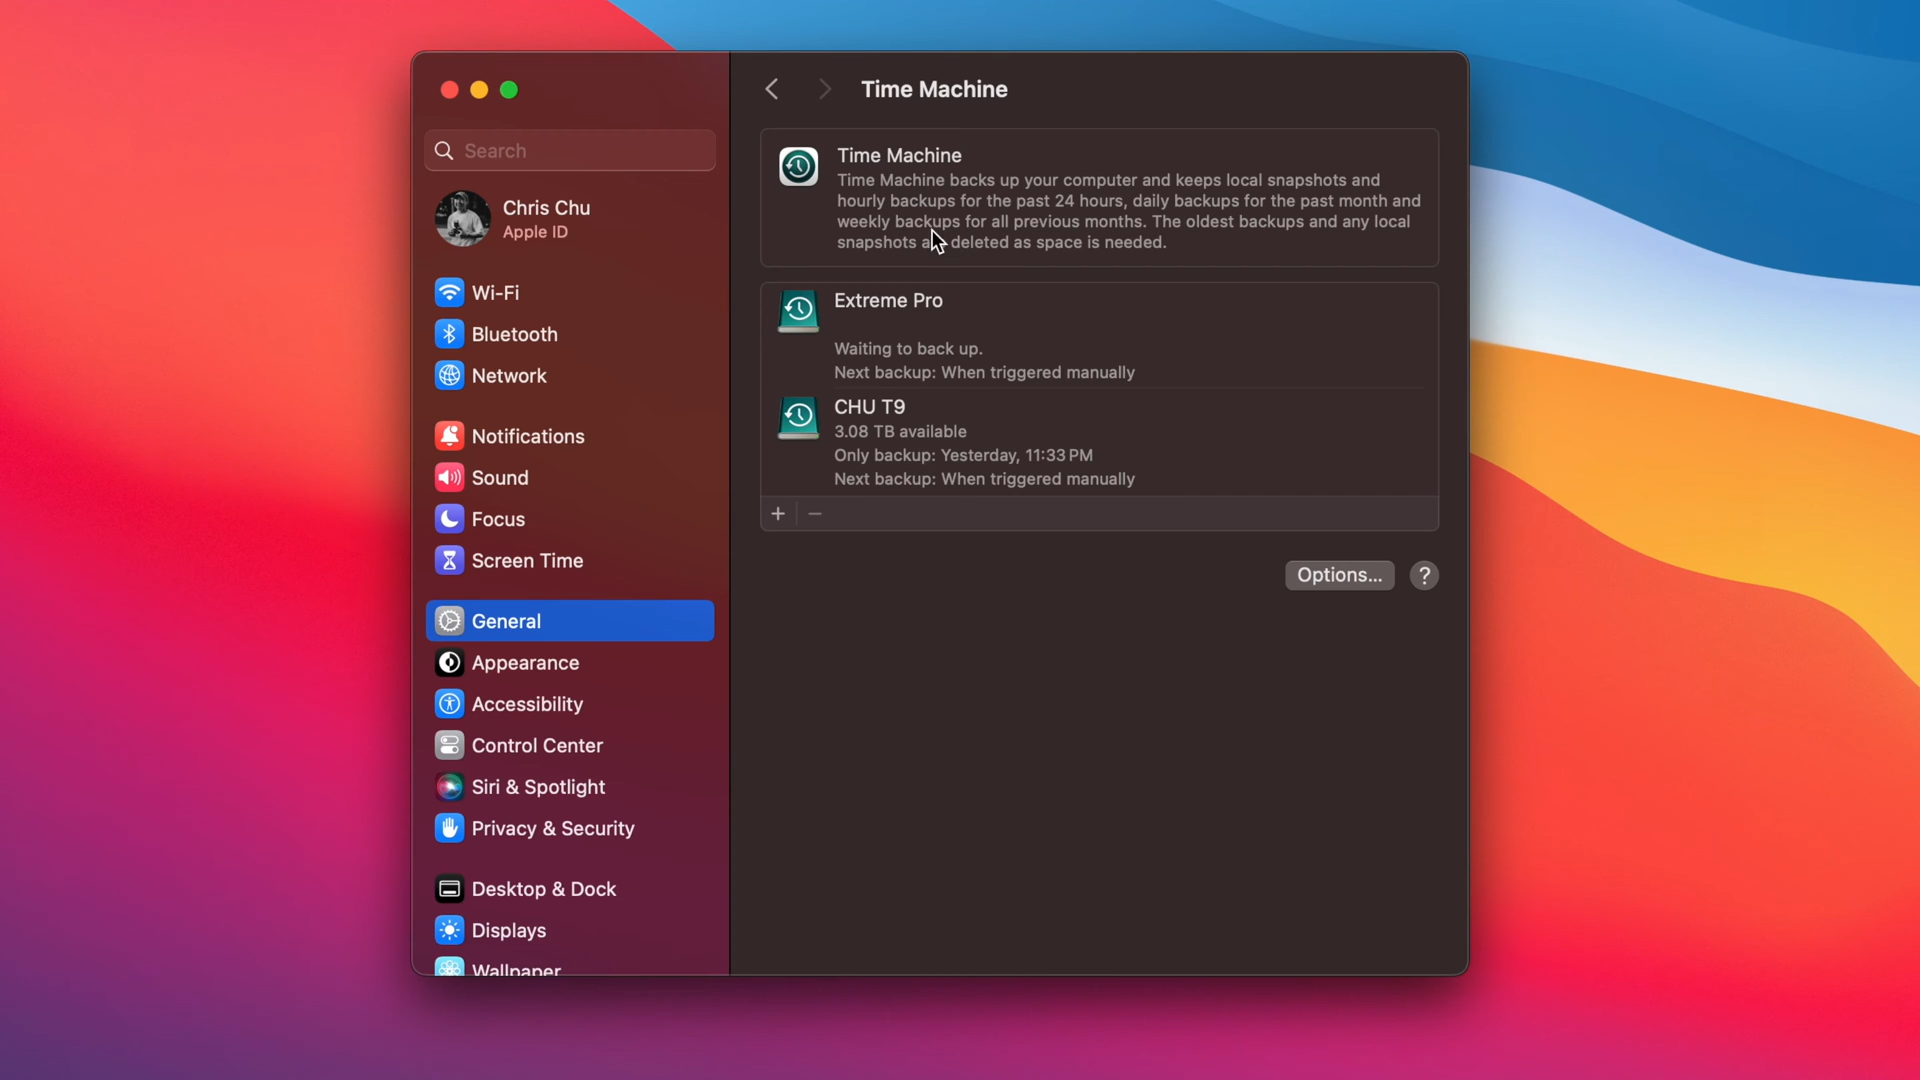 Time Machine
Search
Chris Chu
Apple ID
Wi-Fi
Bluetooth
Network
Notifications
Sound
Focus
Screen Time
General
Appearance
Accessibility
Control Center
Siri & Spotlight
Privacy & Security
Desktop & Dock
Displays
Wallpaper
Time Machine
Time Machine backs up your computer and keeps local snapshots and
hourly backups for the past 24 hours, daily backups for the past month and
weekly backups for all previous months. The oldest backups and any local
snapshots are deleted as space is needed.
Extreme Pro
Waiting to back up.
Next backup: When triggered manually
CHU T9
3.08 TB available
Only backup: Yesterday, 11:33 PM
Next backup: When triggered manually
+ −
Options... ?